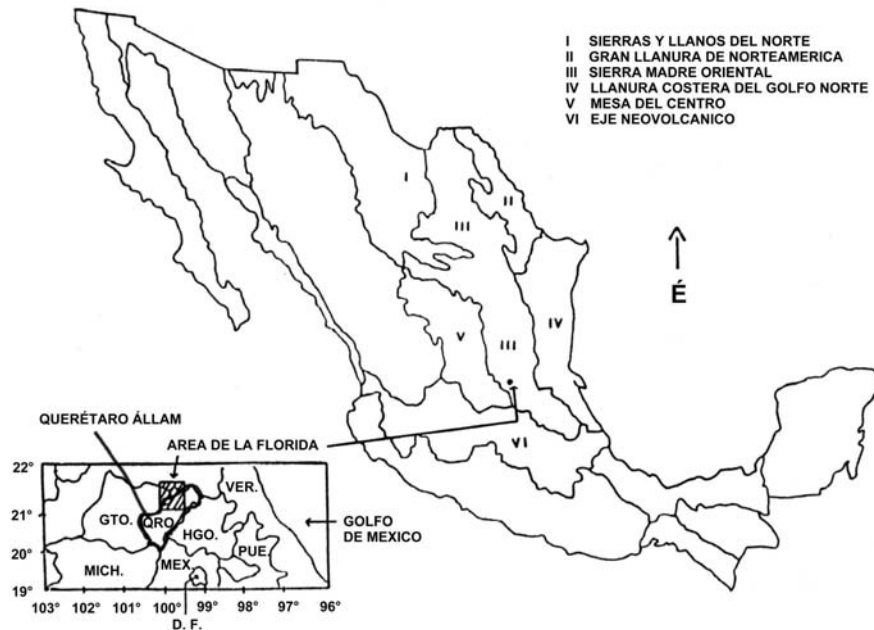 I SIERRAS Y LLANOS DEL NORTE
II GRAN LLANURA DE NORTEAMERICA
III SIERRA MADRE ORIENTAL
IV LLANURA COSTERA DEL GOLFO NORTE
V MESA DEL CENTRO
VI EJE NEOVOLCANICO
I
II
III
É
IV
V
III
VI
QUERÉTARO ÁLLAM
AREA DE LA FLORIDA
22°
21°
20°
19°
VER.
GTO.
QRO.
HGO.
PUE.
MICH.
MEX.
GOLFO
DE MEXICO
103° 102° 101° 100° 99° 98° 97° 96°
D. F.